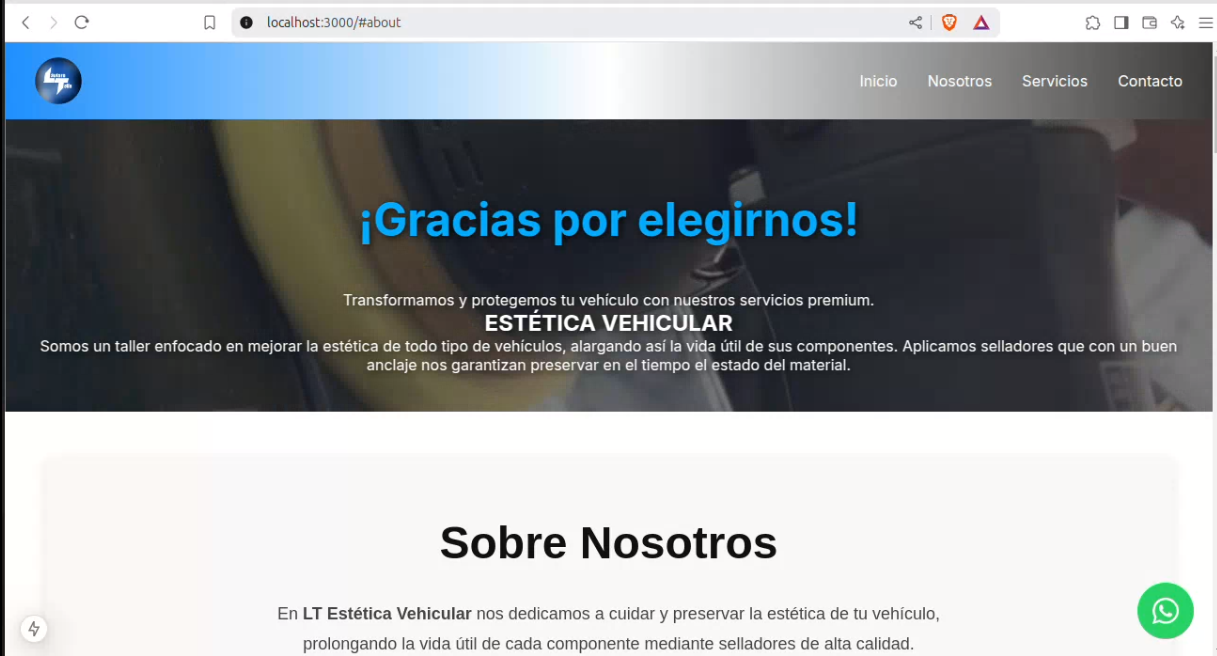 localhost:3000/#about
LT
Inicio
Nosotros
Servicios
Contacto
¡Gracias por elegirnos!
Transformamos y protegemos tu vehículo con nuestros servicios premium.
ESTÉTICA VEHICULAR
Somos un taller enfocado en mejorar la estética de todo tipo de vehículos, alargando así la vida útil de sus componentes. Aplicamos selladores que con un buen
anclaje nos garantizan preservar en el tiempo el estado del material.
Sobre Nosotros
En LT Estética Vehicular nos dedicamos a cuidar y preservar la estética de tu vehículo,
prolongando la vida útil de cada componente mediante selladores de alta calidad.